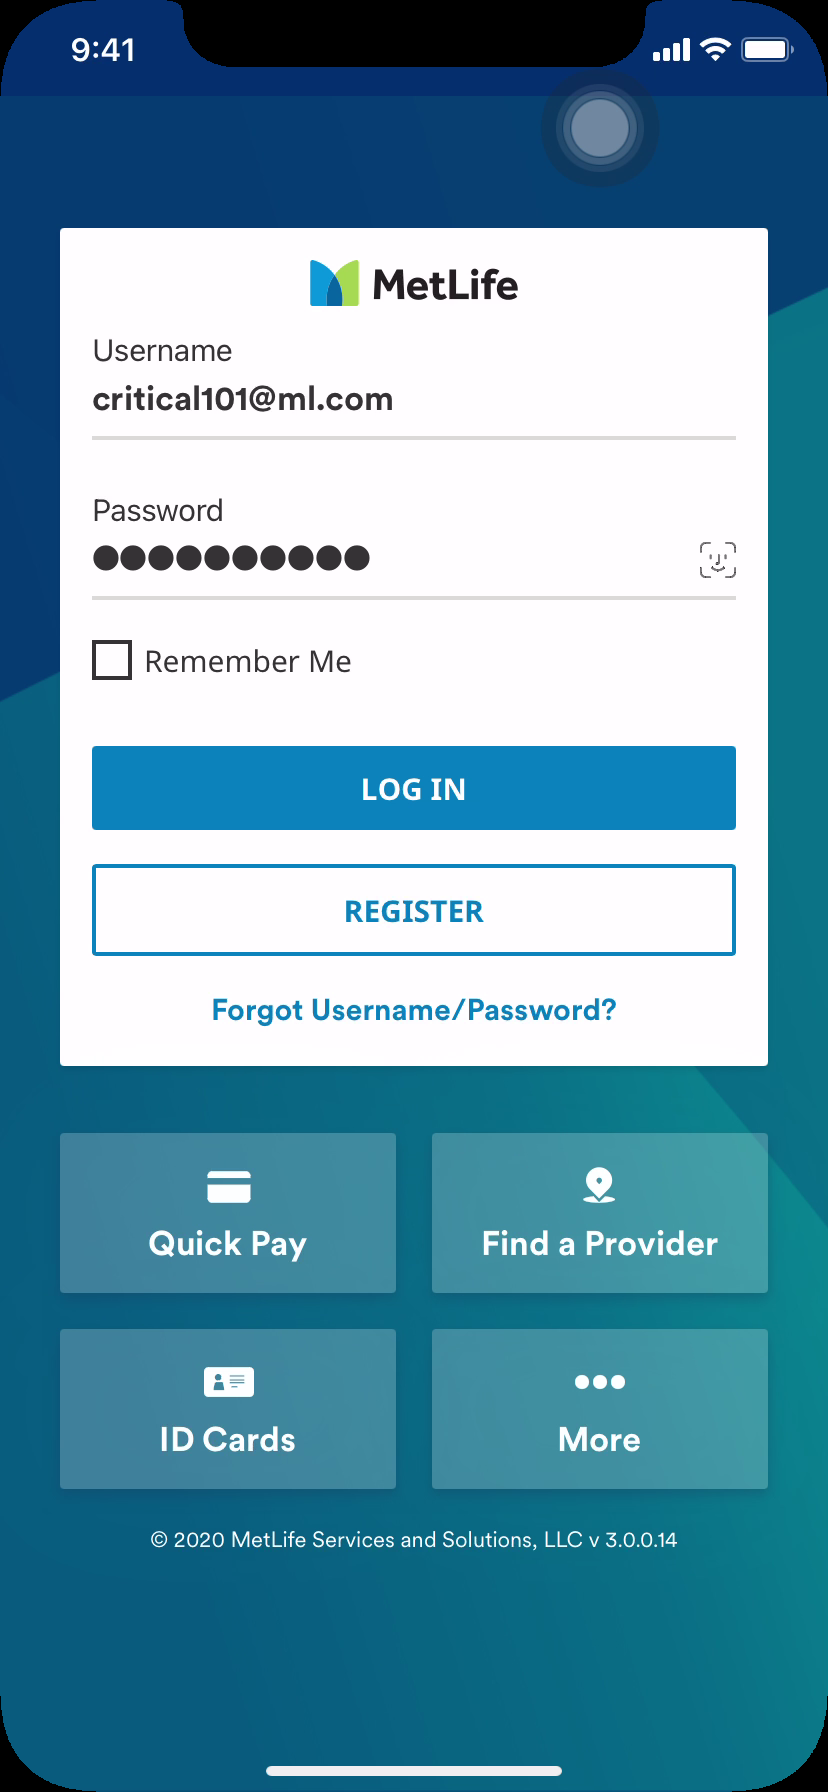 9:41
MetLife
Username
critical101@ml.com
Password
●●●●●●●●●●
Remember Me
LOG IN
REGISTER
Forgot Username/Password?
Quick Pay
Find a Provider
ID Cards
More
© 2020 MetLife Services and Solutions, LLC v 3.0.0.14